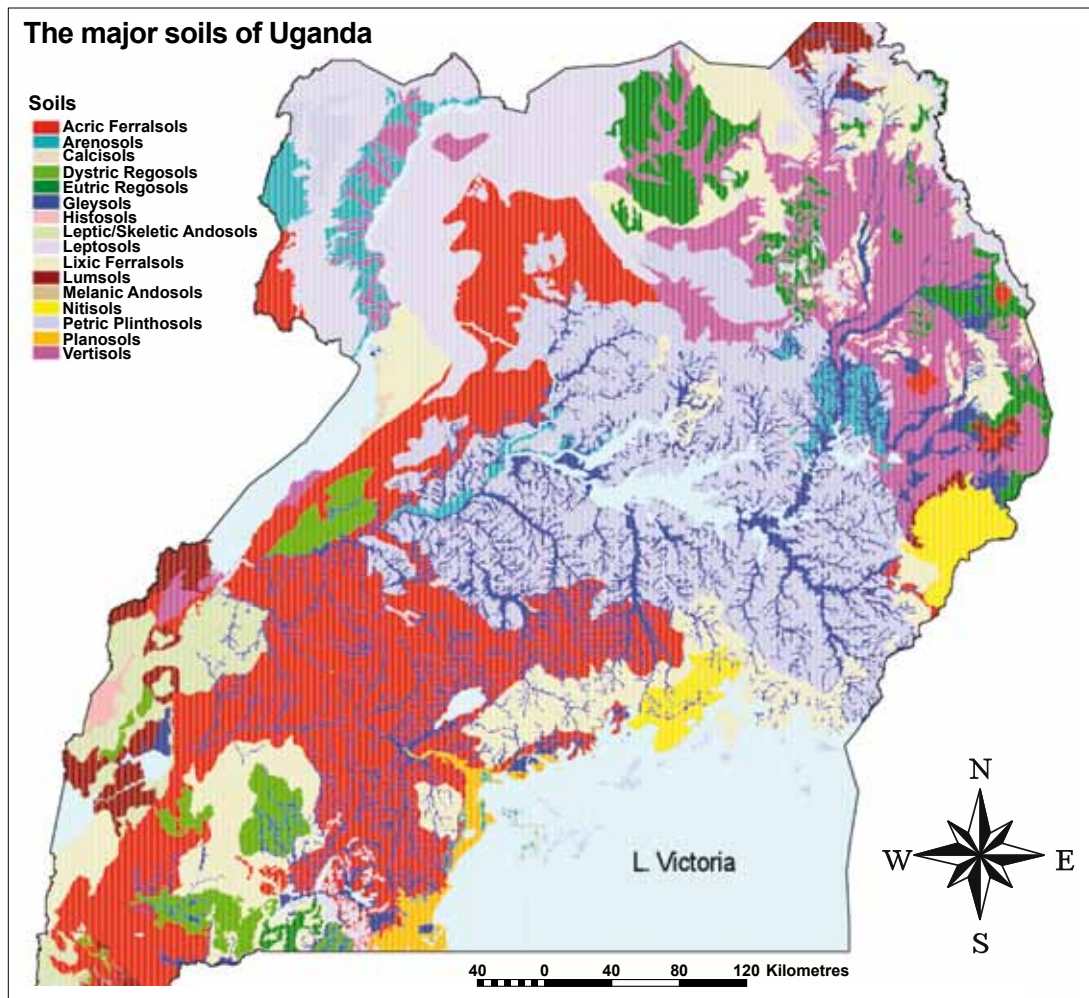 The major soils of Uganda
Soils
Acric Ferralsols
Arenosols
Calcisols
Dystric Regosols
Eutric Regosols
Gleysols
Histosols
Leptic/Skeletic Andosols
Leptosols
Lixic Ferralsols
Lumsols
Melanic Andosols
Nitisols
Petric Plinthosols
Planosols
Vertisols
L. Victoria
N
W E
S
40 0 40 80 120 Kilometres